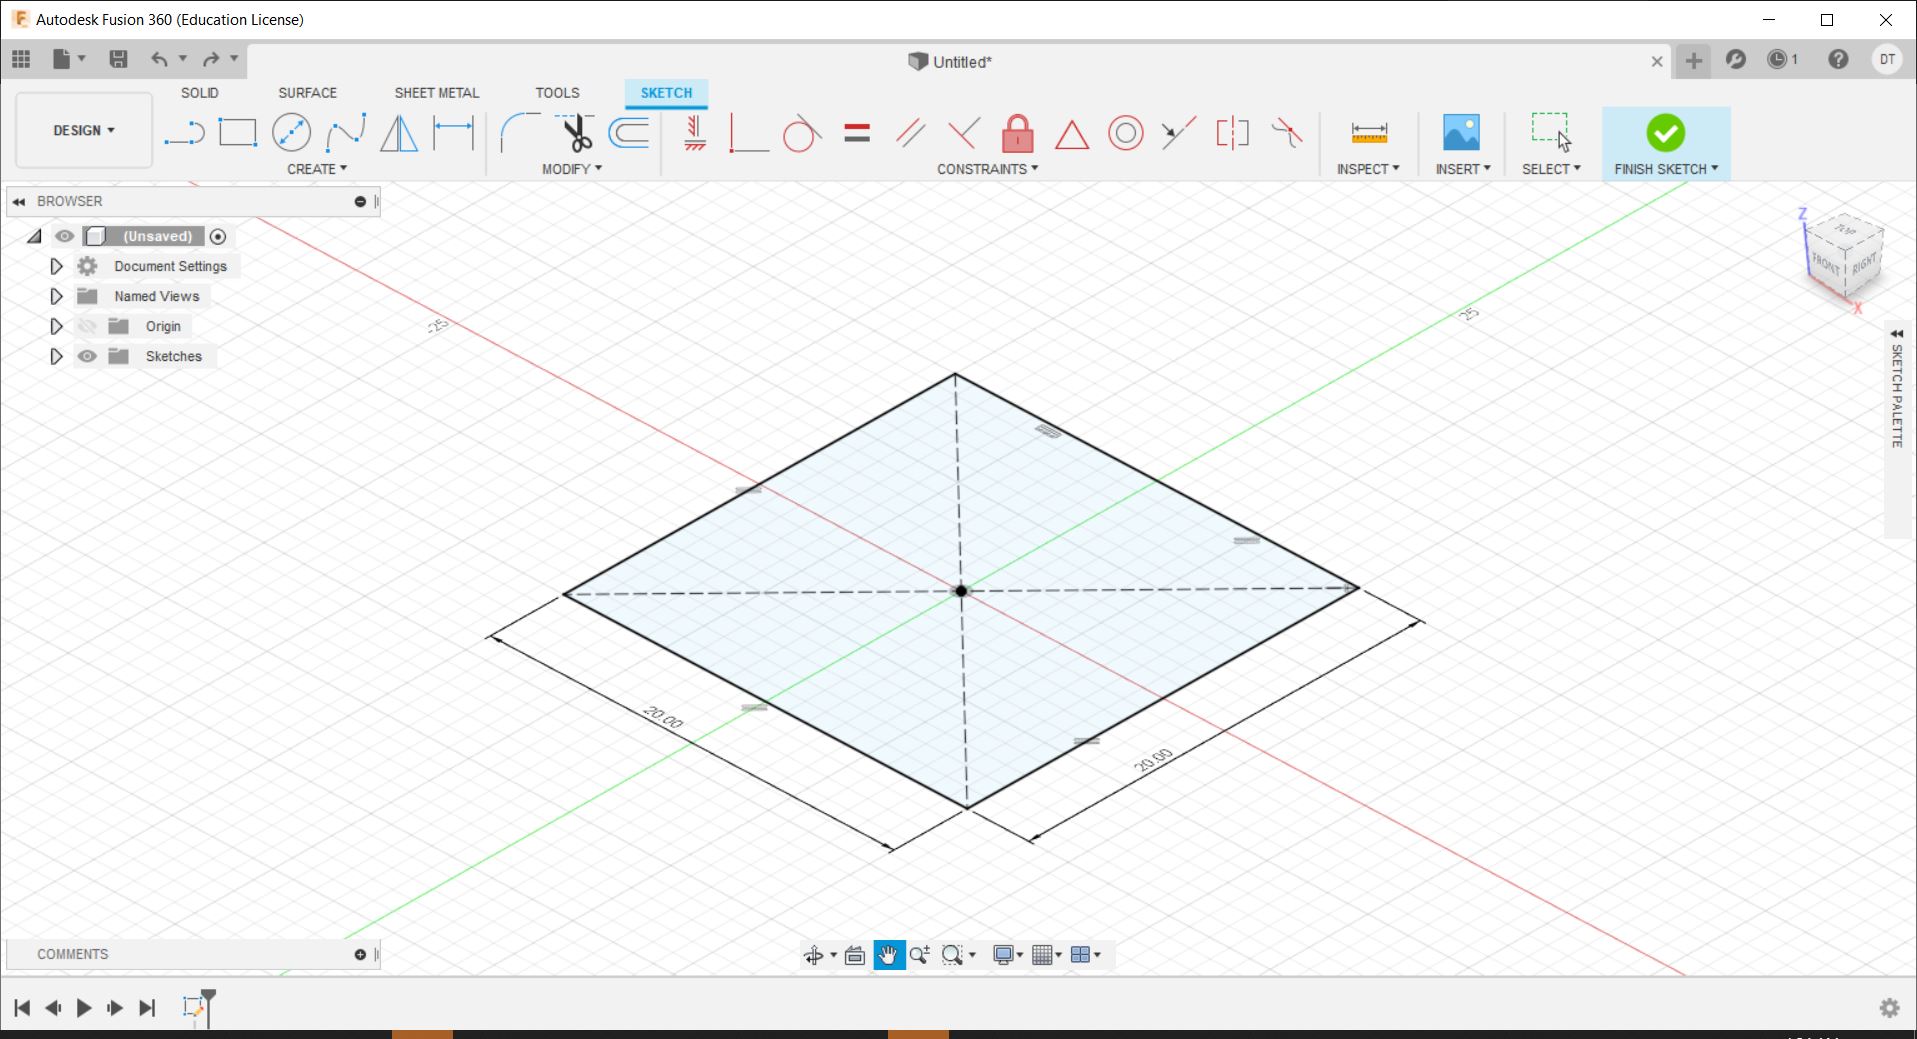 Autodesk Fusion 360 (Education License)
Untitled*
1
DT
SOLID
SURFACE
SHEET METAL
TOOLS
SKETCH
DESIGN
CREATE
MODIFY
CONSTRAINTS
INSPECT
INSERT
SELECT
FINISH SKETCH
BROWSER
(Unsaved)
Document Settings
Named Views
Origin
Sketches
Z
TOP
FRONT
RIGHT
X
SKETCH PALETTE
-25
25
20.00
20.00
COMMENTS